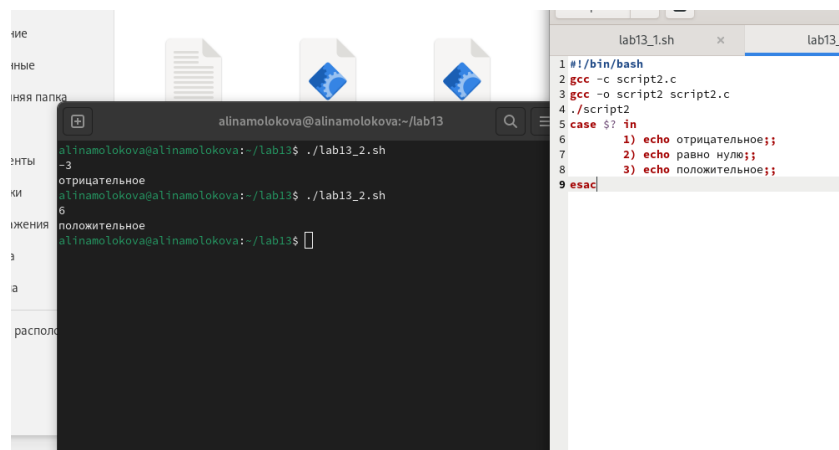 ние
нные
няя папка
енты
ки
жения
а
а
располо
alinamolokova@alinamolokova:~/lab13
alinamolokova@alinamolokova:~/lab13$ ./lab13_2.sh
-3
отрицательное
alinamolokova@alinamolokova:~/lab13$ ./lab13_2.sh
6
положительное
alinamolokova@alinamolokova:~/lab13$
lab13_1.sh × lab13_
1 #!/bin/bash
2 gcc -c script2.c
3 gcc -o script2 script2.c
4 ./script2
5 case $? in
6 1) echo отрицательное;;
7 2) echo равно нулю;;
8 3) echo положительное;;
9 esac